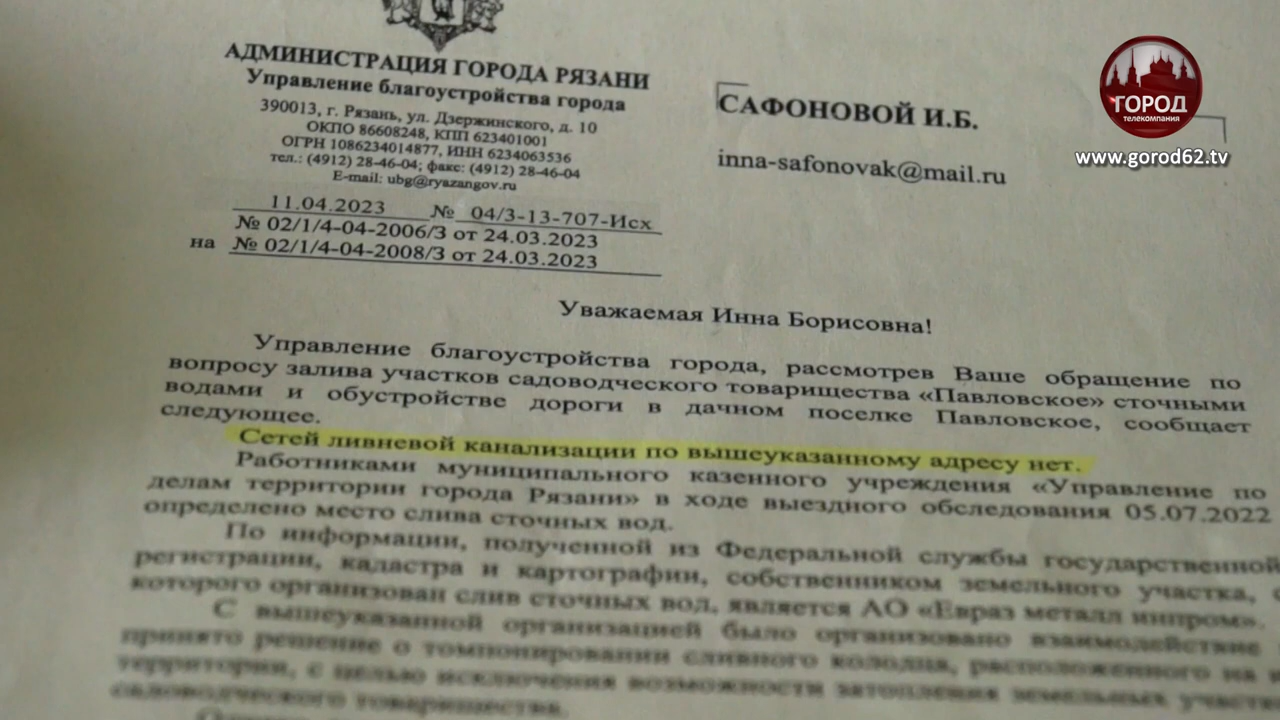 АДМИНИСТРАЦИЯ ГОРОДА РЯЗАНИ
Управление благоустройства города
390013, г. Рязань, ул. Дзержинского, д. 10
ОКПО 86608248, КПП 623401001
ОГРН 1086234014877, ИНН 6234063536
тел.: (4912) 28-46-04; факс: (4912) 28-46-04
E-mail: ubg@ryazangov.ru
11.04.2023 № 04/3-13-707-Исх
№ 02/1/4-04-2006/З от 24.03.2023
на № 02/1/4-04-2008/З от 24.03.2023
САФОНОВОЙ И.Б.
inna-safonovak@mail.ru
ГОРОД
телекомпания
www.gorod62.tv
Уважаемая Инна Борисовна!
Управление благоустройства города, рассмотрев Ваше обращение по
вопросу залива участков садоводческого товарищества «Павловское» сточными
водами и обустройстве дороги в дачном поселке Павловское, сообщает
следующее.
Сетей ливневой канализации по вышеуказанному адресу нет.
Работниками муниципального казенного учреждения «Управление по
делам территории города Рязани» в ходе выездного обследования 05.07.2022
определено место слива сточных вод.
По информации, полученной из Федеральной службы государственной
регистрации, кадастра и картографии, собственником земельного участка,
которого организован слив сточных вод, является АО «Евраз металл инпром».
С вышеуказанной организацией было организовано взаимодействие
принято решение о томпонировании сливного колодца, расположенного на
территории, с целью исключения возможности затопления земельных
садоводческого товарищества.